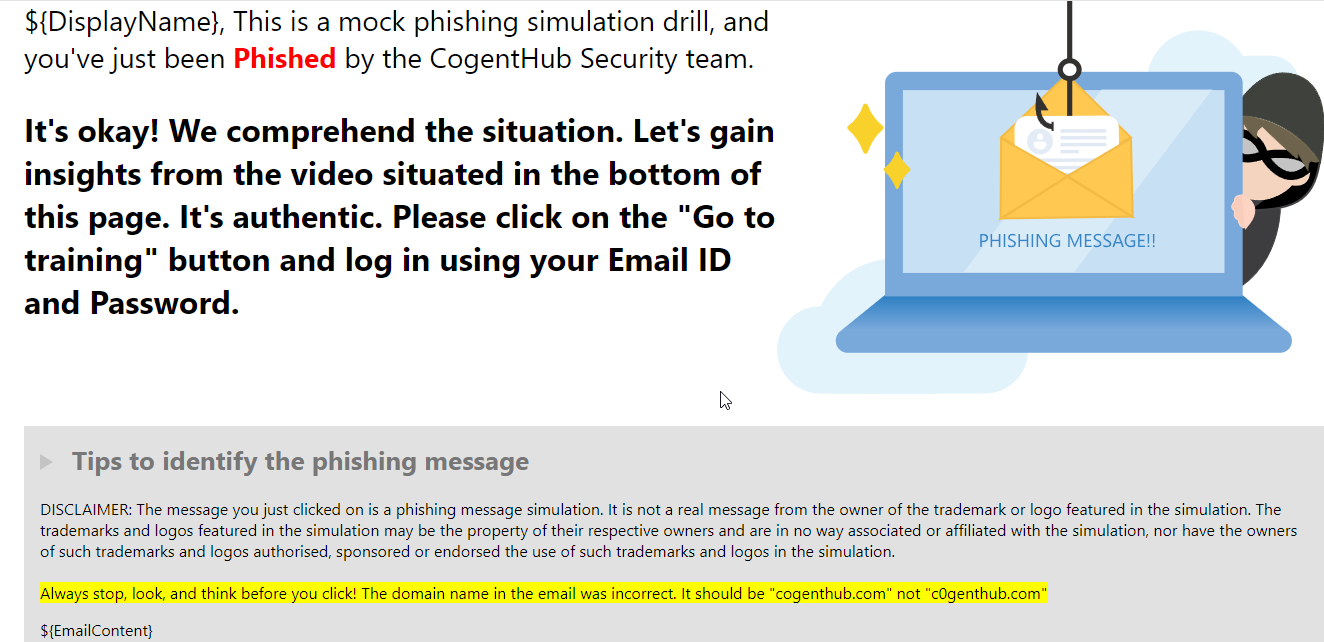 ${DisplayName}, This is a mock phishing simulation drill, and
you've just been Phished by the CogentHub Security team.
It's okay! We comprehend the situation. Let's gain
insights from the video situated in the bottom of
this page. It's authentic. Please click on the "Go to
training" button and log in using your Email ID
and Password.
PHISHING MESSAGE!!
Tips to identify the phishing message
DISCLAIMER: The message you just clicked on is a phishing message simulation. It is not a real message from the owner of the trademark or logo featured in the simulation. The
trademarks and logos featured in the simulation may be the property of their respective owners and are in no way associated or affiliated with the simulation, nor have the owners
of such trademarks and logos authorised, sponsored or endorsed the use of such trademarks and logos in the simulation.
Always stop, look, and think before you click! The domain name in the email was incorrect. It should be "cogenthub.com" not "c0genthub.com"
${EmailContent}